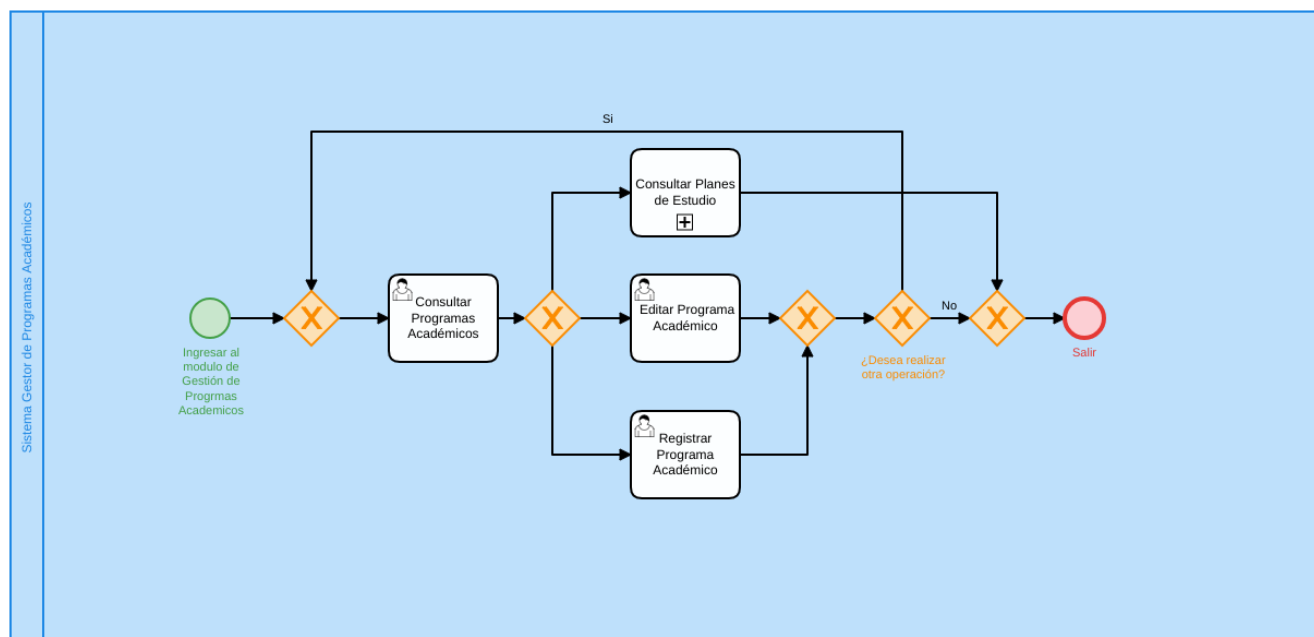 Sistema Gestor de Programas Académicos
Si
Consultar Planes
de Estudio
Consultar
Programas
Académicos
Editar Programa
Académico
No
Ingresar al
modulo de
Gestión de
Progrmas
Academicos
¿Desea realizar
otra operación?
Salir
Registrar
Programa
Académico